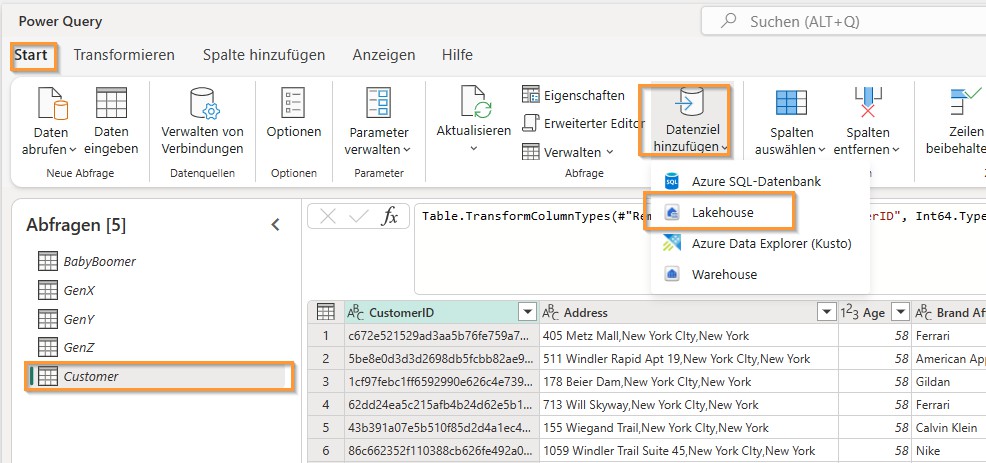 Power Query
Suchen (ALT+Q)
Start Transformieren Spalte hinzufügen Anzeigen Hilfe
Daten abrufen
Daten eingeben
Neue Abfrage
Verwalten von Verbindungen
Datenquellen
Optionen
Optionen
Parameter verwalten
Parameter
Aktualisieren
Eigenschaften
Erweiterter Editor
Verwalten
Abfrage
Datenziel hinzufügen
Spalten auswählen
Spalten entfernen
Zeilen beibehalte
Azure SQL-Datenbank
Lakehouse
Azure Data Explorer (Kusto)
Warehouse
Abfragen [5]
BabyBoomer
GenX
GenY
GenZ
Customer
fx
Table.TransformColumnTypes(#"Rem erID", Int64.Type
CustomerID Address Age Brand Af
1 c672e521529ad3aa5b76fe759a7... 405 Metz Mall,New York CIty,New York 58 Ferrari
2 5be8e0d3d3d2698db5fcbb82ae9... 511 Windler Rapid Apt 19,New York CIty,New York 58 American App
3 1cf97febc1ff6592990e626c4e739... 178 Beier Dam,New York CIty,New York 58 Gildan
4 62dd24ea5c215afb4b24d62e5b1... 713 Will Skyway,New York CIty,New York 58 Ferrari
5 43b391a07e5b510f85d2d4a1ec4... 155 Wiegand Trail,New York CIty,New York 58 Calvin Klein
6 86c662352f110388cb626fe492a0... 1059 Windler Trail Suite 45,New York CIty,New York 58 Nike